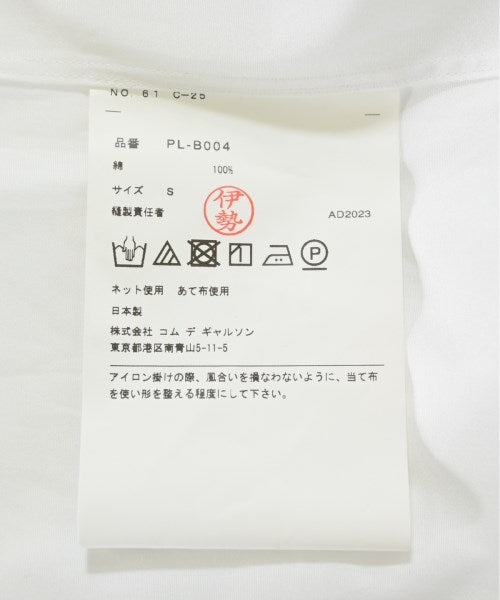 NO. 61 C-25
品番 PL-B004
綿 100%
サイズ S
縫製責任者 伊勢 AD2023
P
ネット使用 あて布使用
日本製
株式会社 コム デ ギャルソン
東京都港区南青山5-11-5
アイロン掛けの際、風合いを損なわないように、当て布
を使い形を整える程度にして下さい。